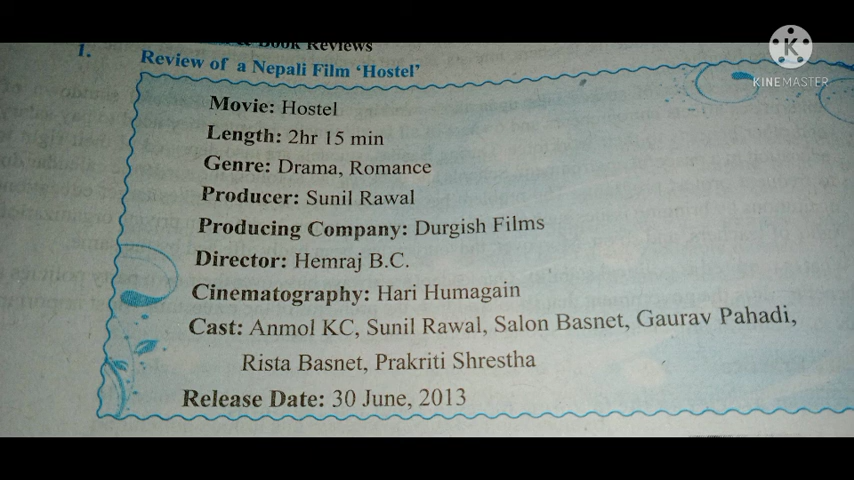 Book Reviews
1. Review of a Nepali Film ‘Hostel’
K
KINEMASTER
Movie: Hostel
Length: 2hr 15 min
Genre: Drama, Romance
Producer: Sunil Rawal
Producing Company: Durgish Films
Director: Hemraj B.C.
Cinematography: Hari Humagain
Cast: Anmol KC, Sunil Rawal, Salon Basnet, Gaurav Pahadi,
Rista Basnet, Prakriti Shrestha
Release Date: 30 June, 2013